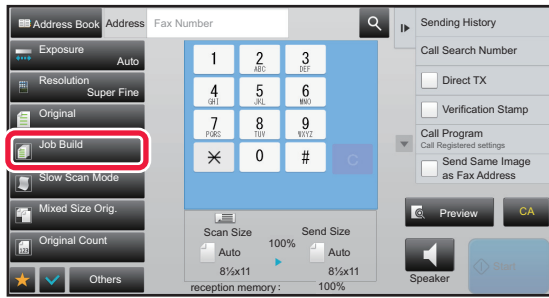 Address Book
Address
Fax Number
Exposure
Auto
Resolution
Super Fine
Original
Job Build
Slow Scan Mode
Mixed Size Orig.
Original Count
Others
1
2
ABC
3
DEF
4
GHI
5
JKL
6
MNO
7
PQRS
8
TUV
9
WXYZ
0
#
C
Scan Size
100%
Send Size
Auto
Auto
8½x11
8½x11
reception memory:
100%
Sending History
Call Search Number
Direct TX
Verification Stamp
Call Program
Call Registered settings
Send Same Image
as Fax Address
Preview
CA
Speaker
Start